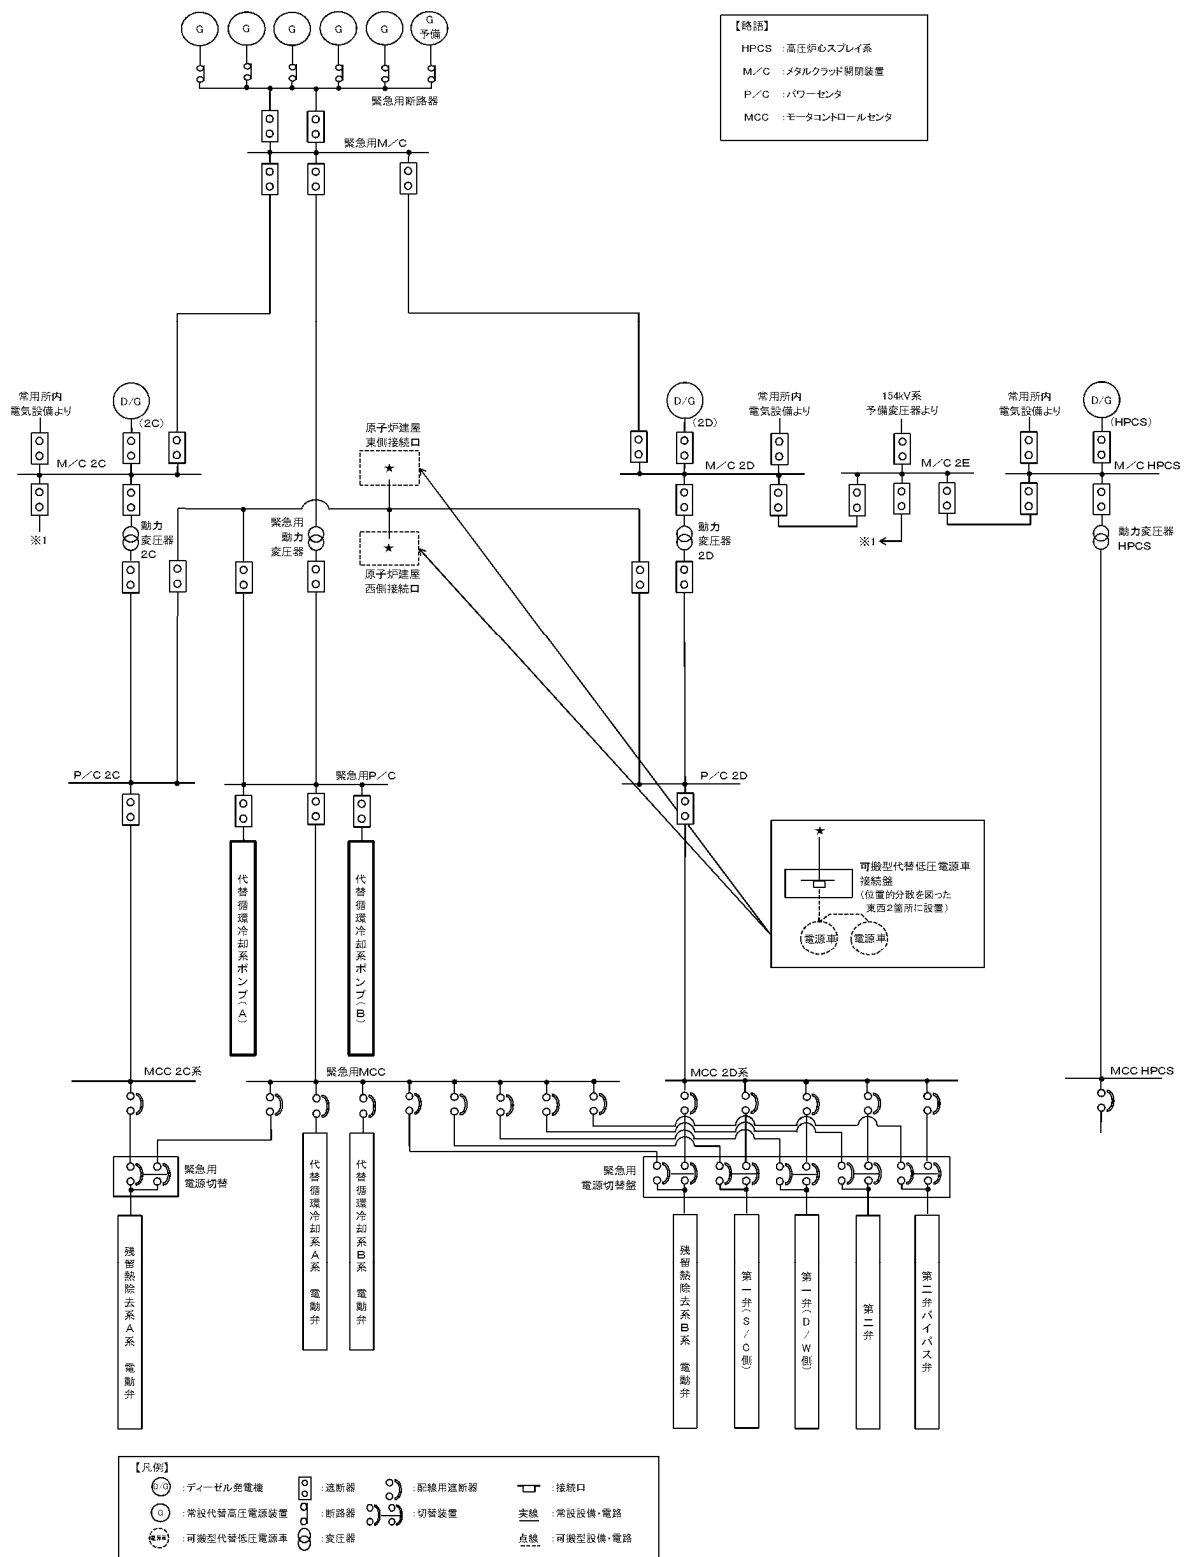 G
G
G
G
G
G
予備
緊急用断路器
緊急用M/C
【略語】
HPCS :高圧炉心スプレイ系
M/C :メタルクラッド開閉装置
P/C :パワーセンタ
MCC :モータコントロールセンタ
常用所内
電気設備より
D/G
(2C)
M/C 2C
※1
動力
変圧器
2C
原子炉建屋
東側接続口
★
緊急用
動力
変圧器
★
原子炉建屋
西側接続口
D/G
(2D)
M/C 2D
動力
変圧器
2D
常用所内
電気設備より
154kV系
予備変圧器より
M/C 2E
※1
常用所内
電気設備より
D/G
(HPCS)
M/C HPCS
動力変圧器
HPCS
P/C 2C
緊急用P/C
P/C 2D
代替循環冷却系ポンプ(A)
代替循環冷却系ポンプ(B)
★
可搬型代替低圧電源車
接続盤
(位置的分散を図った
東西2箇所に設置)
電源車
電源車
MCC 2C系
緊急用MCC
MCC 2D系
MCC HPCS
緊急用
電源切替
緊急用
電源切替盤
残留熱除去系A系 電動弁
代替循環冷却系A系 電動弁
代替循環冷却系B系 電動弁
残留熱除去系B系 電動弁
第一弁(S/C側)
第一弁(D/W側)
第二弁
第二弁バイパス弁
【凡例】
D/G :ディーゼル発電機
:遮断器
:配線用遮断器
:接続口
G :常設代替高圧電源装置
:断路器
:切替装置
実線 :常設設備・電路
電源車 :可搬型代替低圧電源車
:変圧器
点線 :可搬型設備・電路